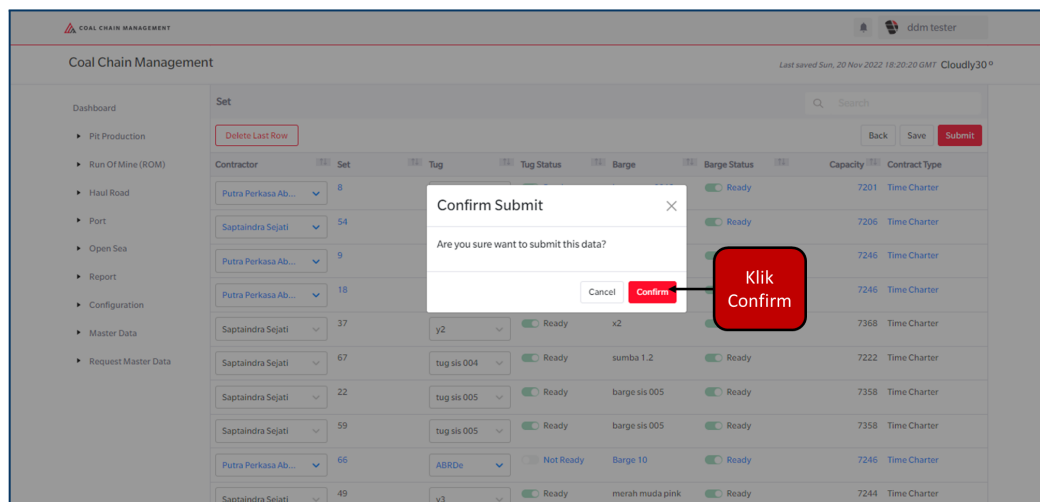 COAL CHAIN MANAGEMENT
ddm tester
Coal Chain Management
Last saved Sun, 20 Nov 2022 18:20:20 GMT Cloudly30°
Dashboard
Pit Production
Run Of Mine (ROM)
Haul Road
Port
Open Sea
Report
Configuration
Master Data
Request Master Data
Set
Search
Delete Last Row
Back Save Submit
Contractor Set Tug Tug Status Barge Barge Status Capacity Contract Type
Putra Perkasa Ab... 8 Ready 7201 Time Charter
Saptaindra Sejati 54 Ready 7206 Time Charter
Putra Perkasa Ab... 9 7246 Time Charter
Putra Perkasa Ab... 18 7246 Time Charter
Saptaindra Sejati 37 y2 Ready x2 7368 Time Charter
Saptaindra Sejati 67 tug sis 004 Ready sumba 1.2 Ready 7222 Time Charter
Saptaindra Sejati 22 tug sis 005 Ready barge sis 005 Ready 7358 Time Charter
Saptaindra Sejati 59 tug sis 005 Ready barge sis 005 Ready 7358 Time Charter
Putra Perkasa Ab... 66 ABRDe Not Ready Barge 10 Ready 7246 Time Charter
Saptaindra Sejati 49 y3 Ready merah muda pink Ready 7244 Time Charter
Confirm Submit
Are you sure want to submit this data?
Cancel Confirm
Klik
Confirm